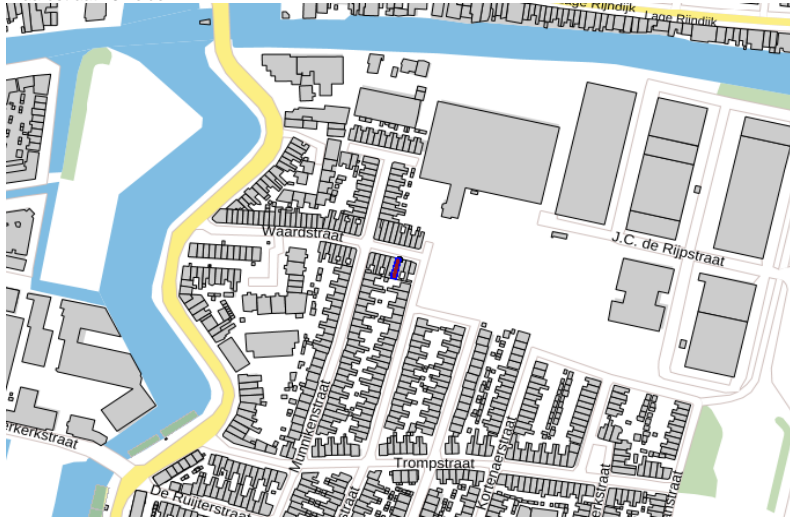 Lage Rijndijk
Waardstraat
J.C. de Rijpstraat
Munnikenstraat
Trompstraat
Kortenaerstraat
De Ruijterstraat